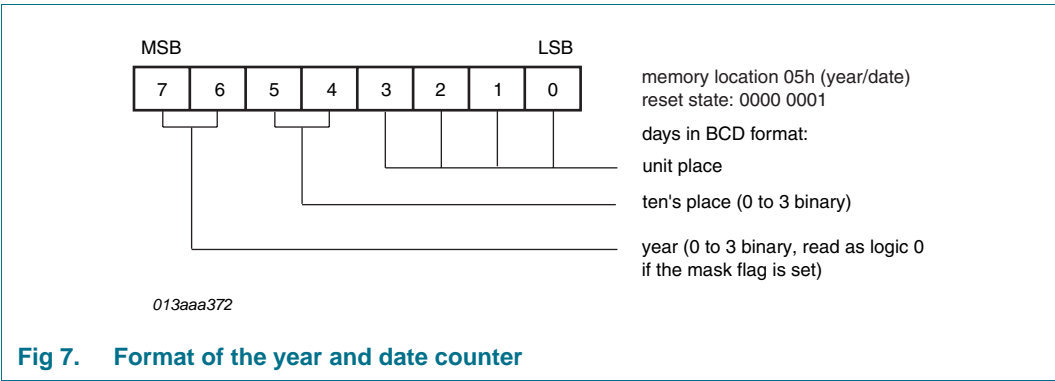 MSB LSB
7 6 5 4 3 2 1 0
memory location 05h (year/date)
reset state: 0000 0001
days in BCD format:
unit place
ten's place (0 to 3 binary)
year (0 to 3 binary, read as logic 0
if the mask flag is set)
013aaa372
Fig 7. Format of the year and date counter